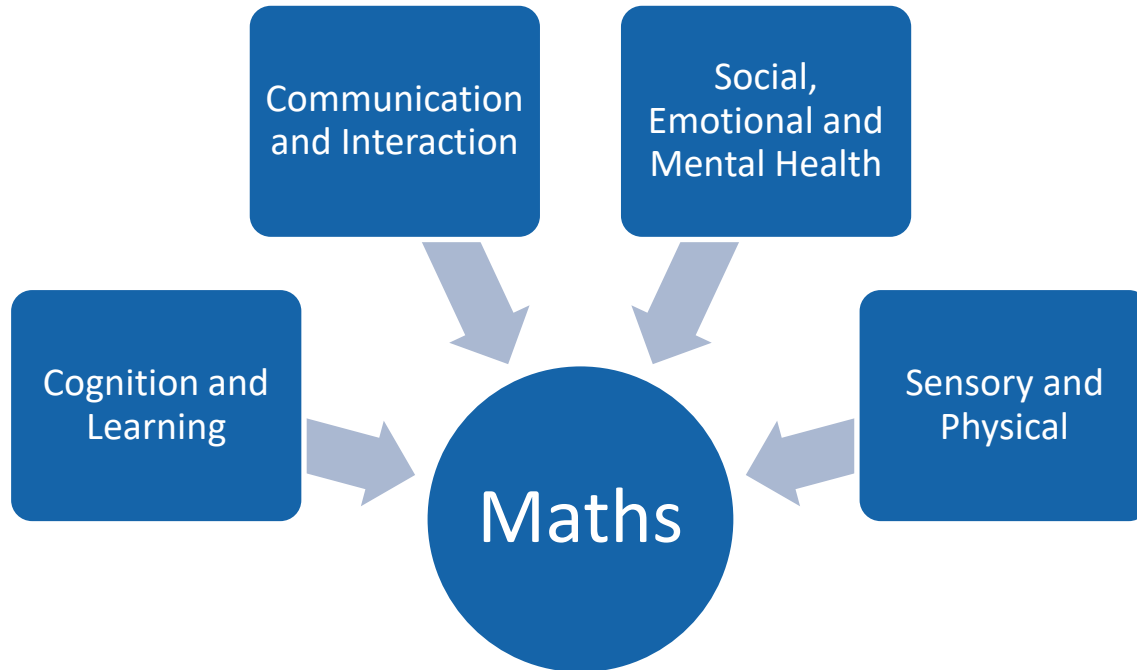 Communication
and Interaction
Social,
Emotional and
Mental Health
Cognition and
Learning
Sensory and
Physical
Maths